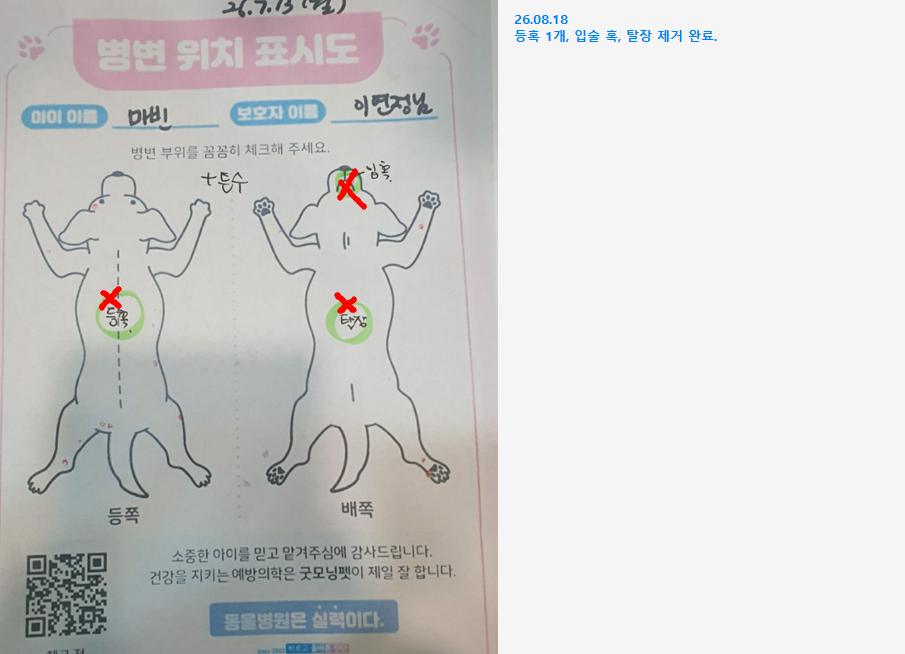 26.7.13 (월)
26.08.18
등혹 1개, 입술 혹, 탈장 제거 완료.
병변 위치 표시도
아이 이름 마빈 보호자 이름 이연정님
병변 부위를 꼼꼼히 체크해 주세요.
등쪽
탈장
등쪽
배쪽
소중한 아이를 믿고 맡겨주심에 감사드립니다.
건강을 지키는 예방의학은 굿모닝펫이 제일 잘 합니다.
동물병원은 실력이다.